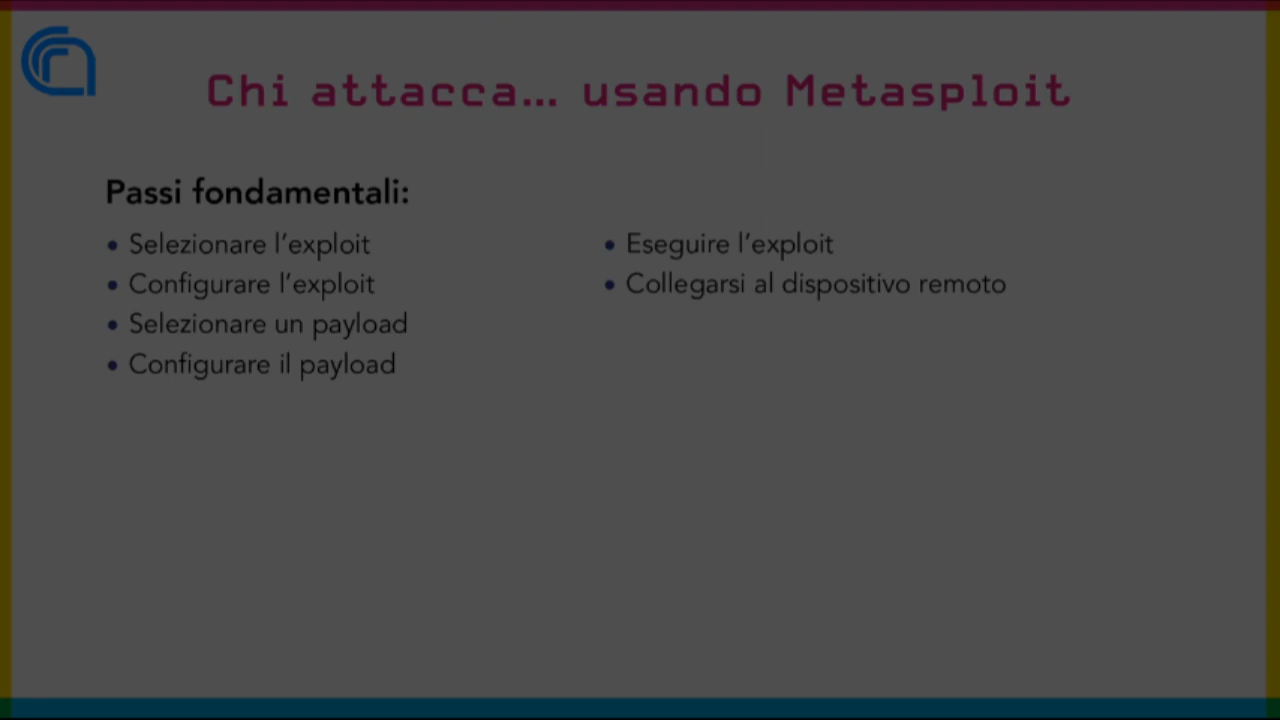 Chi attacca... usando Metasploit
Passi fondamentali:
• Selezionare l'exploit
• Configurare l'exploit
• Selezionare un payload
• Configurare il payload
• Eseguire l'exploit
• Collegarsi al dispositivo remoto